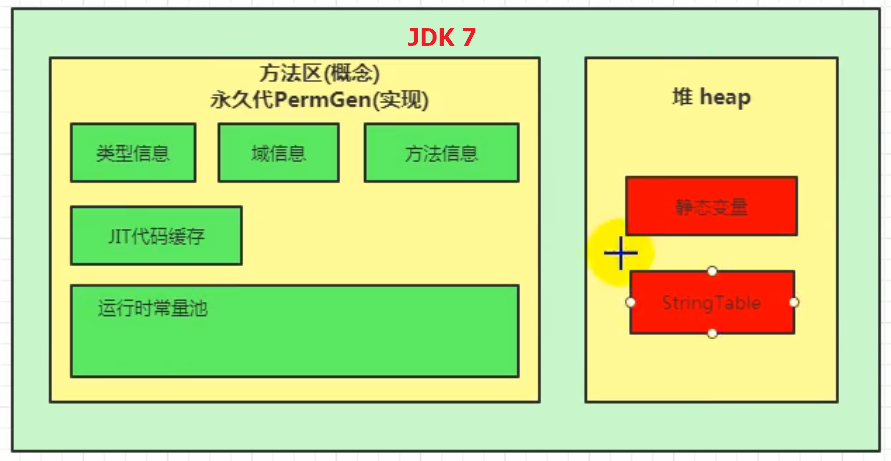 JDK 7
方法区(概念)
永久代PermGen(实现)
类型信息
域信息
方法信息
JIT代码缓存
运行时常量池
堆 heap
静态变量
StringTable